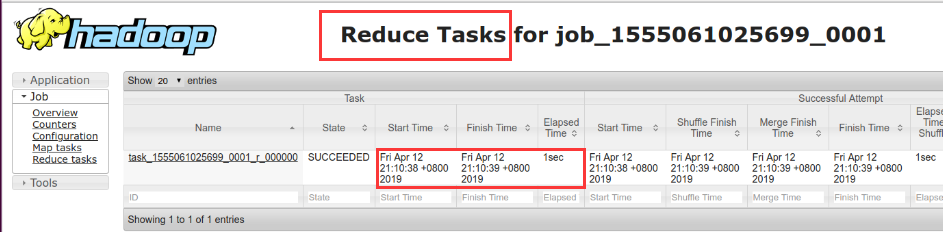 hadoop
Reduce Tasks for job_1555061025699_0001
Application
Job
Overview
Counters
Configuration
Map tasks
Reduce tasks
Tools
Show 20 entries
Task
Successful Attempt
Name
State
Start Time
Finish Time
Elapsed
Time
Start Time
Shuffle Finish
Time
Merge Finish
Time
Finish Time
Elapsed
Time
Shuffl
task_1555061025699_0001_r_000000
SUCCEEDED
Fri Apr 12
21:10:38 +0800
2019
Fri Apr 12
21:10:39 +0800
2019
1sec
Fri Apr 12
21:10:38 +0800
2019
Fri Apr 12
21:10:39 +0800
2019
Fri Apr 12
21:10:39 +0800
2019
Fri Apr 12
21:10:39 +0800
2019
1sec
ID
State
Start Time
Finish Time
Elapsed
Start Time
Shuffle Time
Merge Time
Finish Time
Elapsed
Showing 1 to 1 of 1 entries